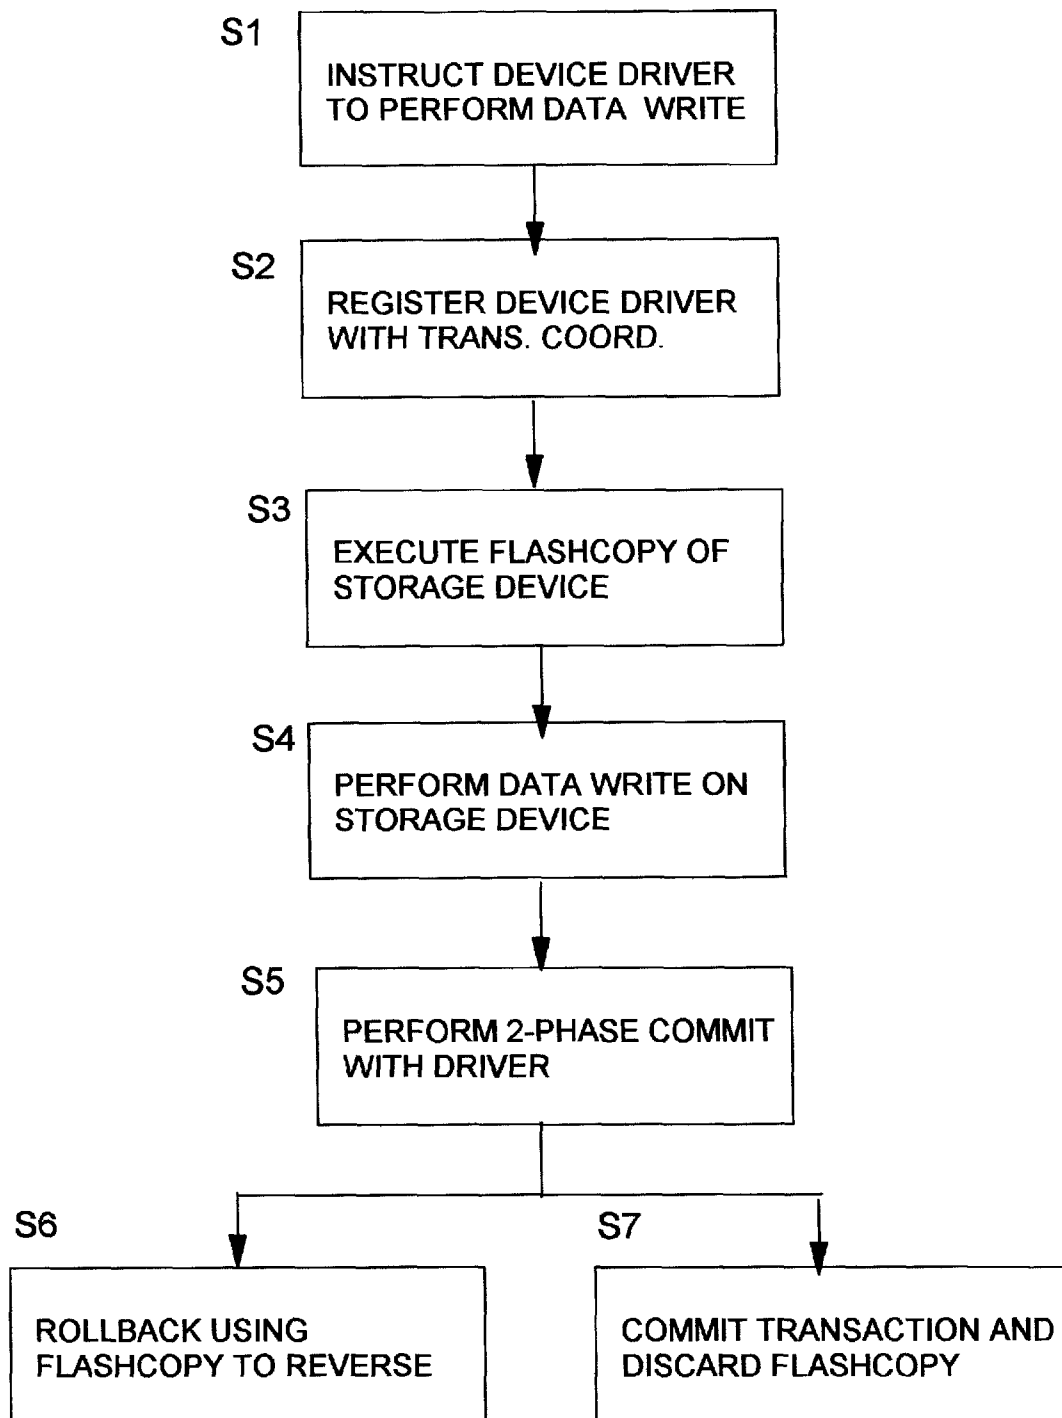 S1
INSTRUCT DEVICE DRIVER
TO PERFORM DATA WRITE
S2
REGISTER DEVICE DRIVER
WITH TRANS. COORD.
S3
EXECUTE FLASHCOPY OF
STORAGE DEVICE
S4
PERFORM DATA WRITE ON
STORAGE DEVICE
S5
PERFORM 2-PHASE COMMIT
WITH DRIVER
S6
ROLLBACK USING
FLASHCOPY TO REVERSE
S7
COMMIT TRANSACTION AND
DISCARD FLASHCOPY